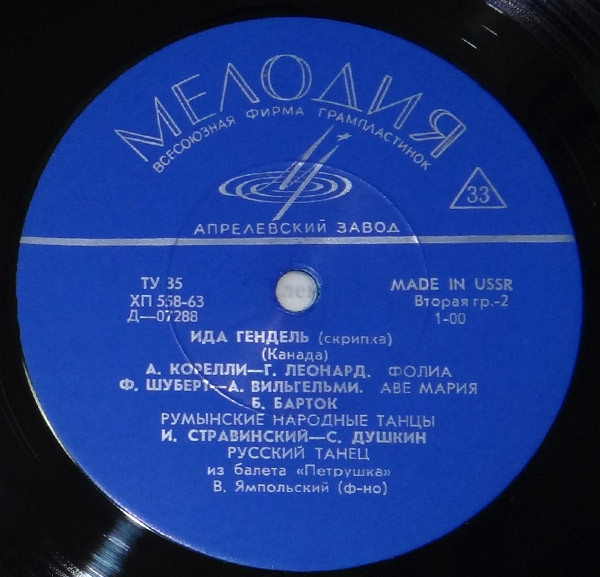 МЕЛОДИЯ
ВСЕСОЮЗНАЯ ФИРМА ГРАМПЛАСТИНОК
33
АПРЕЛЕВСКИЙ ЗАВОД
ТУ 35
ХП 558-63
Д—07288
MADE IN USSR
Вторая гр.-2
1-00
ИДА ГЕНДЕЛЬ (скрипка)
(Канада)
А. КОРЕЛЛИ—Г. ЛЕОНАРД. ФОЛИА
Ф. ШУБЕРТ—А. ВИЛЬГЕЛЬМИ. АВЕ МАРИЯ
Б. БАРТОК
РУМЫНСКИЕ НАРОДНЫЕ ТАНЦЫ
И. СТРАВИНСКИЙ—С. ДУШКИН
РУССКИЙ ТАНЕЦ
из балета «Петрушка»
В. Ямпольский (ф-но)